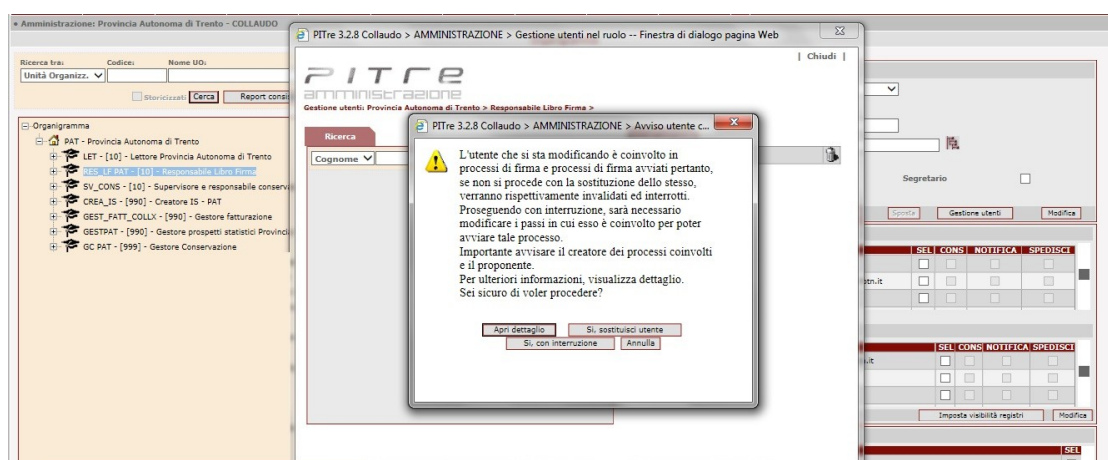 Amministrazione: Provincia Autonoma di Trento - COLLAUDO
PITre 3.2.8 Collaudo > AMMINISTRAZIONE > Gestione utenti nel ruolo -- Finestra di dialogo pagina Web
| Chiudi |
Ricerca tra: Codice: Nome UO:
Unità Organizz.
Storicizzati Cerca Report consi
PITRE
amministrazione
Gestione utenti: Provincia Autonoma di Trento > Responsabile Libro Firma >
Ricerca
Cognome
Organigramma
PAT - Provincia Autonoma di Trento
LET - [10] - Lettore Provincia Autonoma di Trento
RES_LF PAT - [10] - Responsabile Libro Firma
SV_CONS - [10] - Supervisore e responsabile conserva
CREA_IS - [990] - Creatore IS - PAT
GEST_FATT_COLLX - [990] - Gestore fatturazione
GESTPAT - [990] - Gestore prospetti statistici Provinci
GC PAT - [999] - Gestore Conservazione
PITre 3.2.8 Collaudo > AMMINISTRAZIONE > Avviso utente c...
L'utente che si sta modificando è coinvolto in
processi di firma e processi di firma avviati pertanto,
se non si procede con la sostituzione dello stesso,
verranno rispettivamente invalidati ed interrotti.
Proseguendo con interruzione, sarà necessario
modificare i passi in cui esso è coinvolto per poter
avviare tale processo.
Importante avvisare il creatore dei processi coinvolti
e il proponente.
Per ulteriori informazioni, visualizza dettaglio.
Sei sicuro di voler procedere?
Apri dettaglio Si, sostituisci utente
Si, con interruzione Annulla
Segretario
Sposta Gestione utenti Modifica
SEL CONS NOTIFICA SPEDISCI
otn.it
SEL CONS NOTIFICA SPEDISCI
.it
Imposta visibilità registri Modifica
SEL